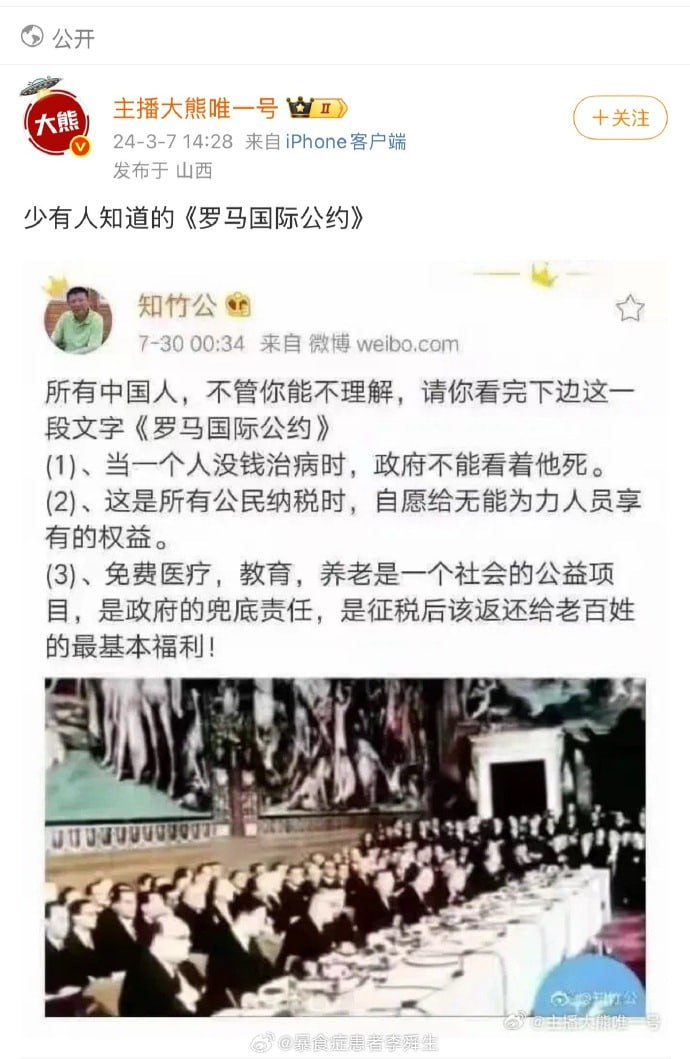 公开
大熊
主播大熊唯一号 II
24-3-7 14:28 来自 iPhone客户端
发布于 山西
+关注
少有人知道的《罗马国际公约》
知竹公
7-30 00:34 来自 微博 weibo.com
所有中国人，不管你能不理解，请你看完下边这一
段文字《罗马国际公约》
(1)、当一个人没钱治病时，政府不能看着他死。
(2)、这是所有公民纳税时，自愿给无能为力人员享
有的权益。
(3)、免费医疗，教育，养老是一个社会的公益项
目，是政府的兜底责任，是征税后该返还给老百姓
的最基本福利！
@知竹公
@主播大熊唯一号
@暴食症患者李舜生